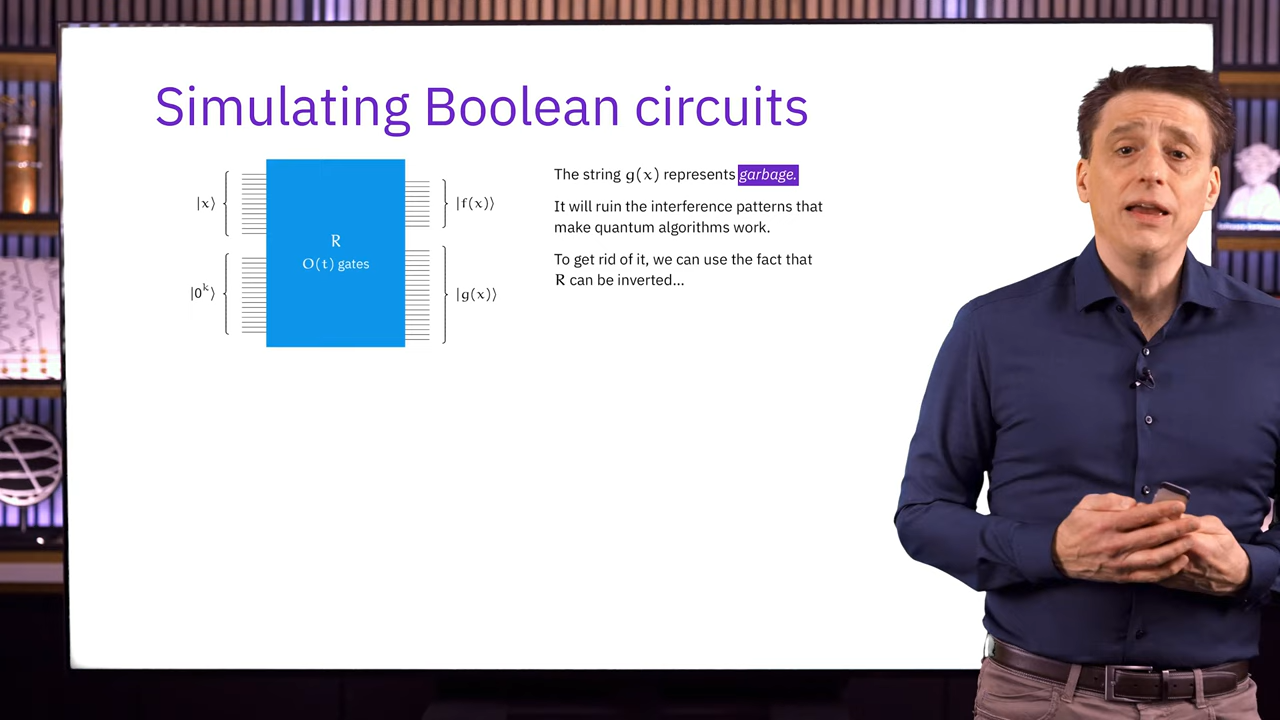 Simulating Boolean circuits
|x⟩
|0ᵏ⟩
R
O(t) gates
|f(x)⟩
|g(x)⟩
The string g(x) represents garbage.
It will ruin the interference patterns that
make quantum algorithms work.
To get rid of it, we can use the fact that
R can be inverted...